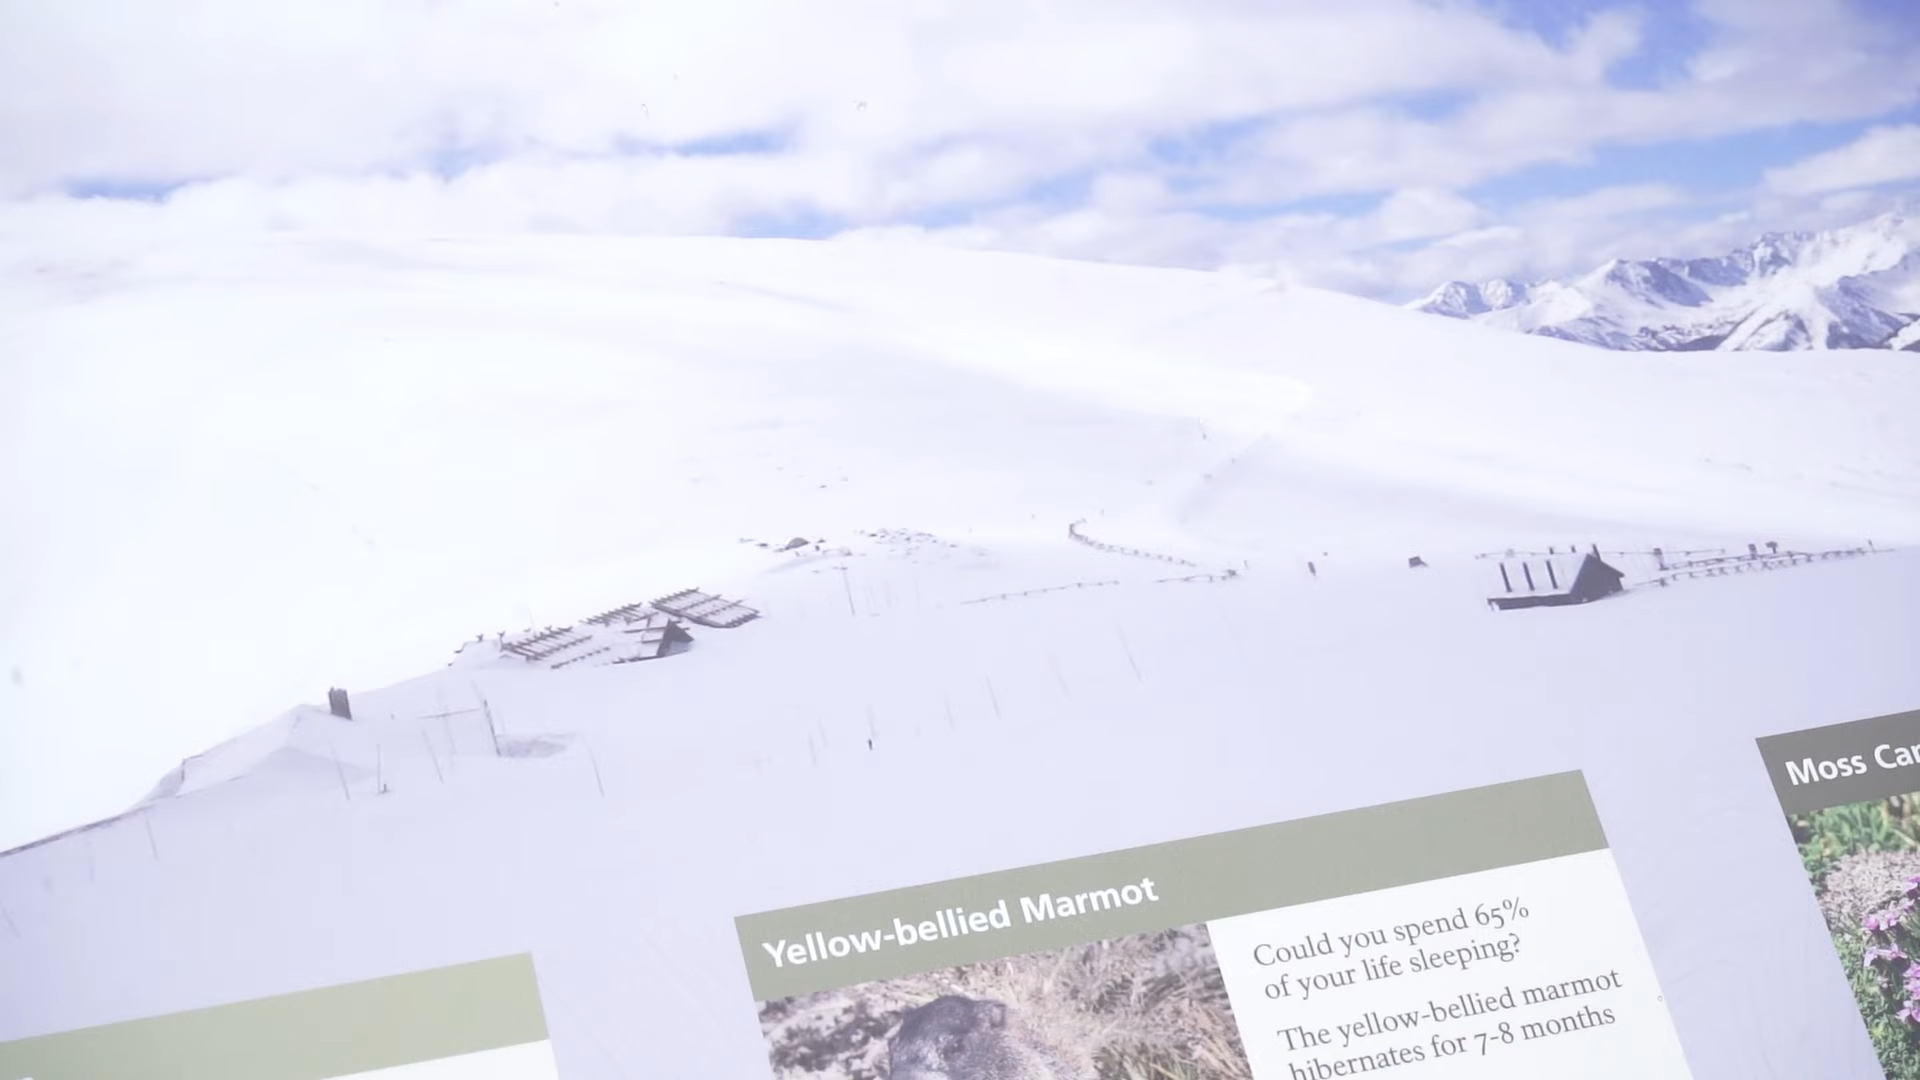 Yellow-bellied Marmot
Could you spend 65%
of your life sleeping?
The yellow-bellied marmot
hibernates for 7-8 months
Moss